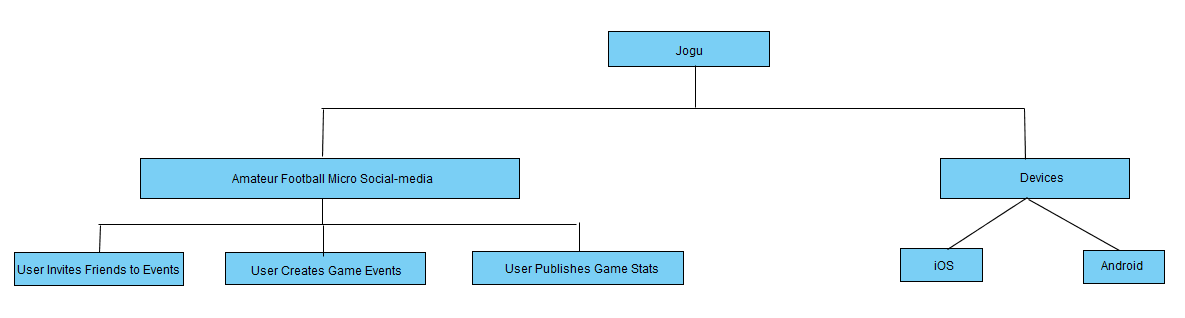 Jogu
Amateur Football Micro Social-media
Devices
User Invites Friends to Events
User Creates Game Events
User Publishes Game Stats
iOS
Android